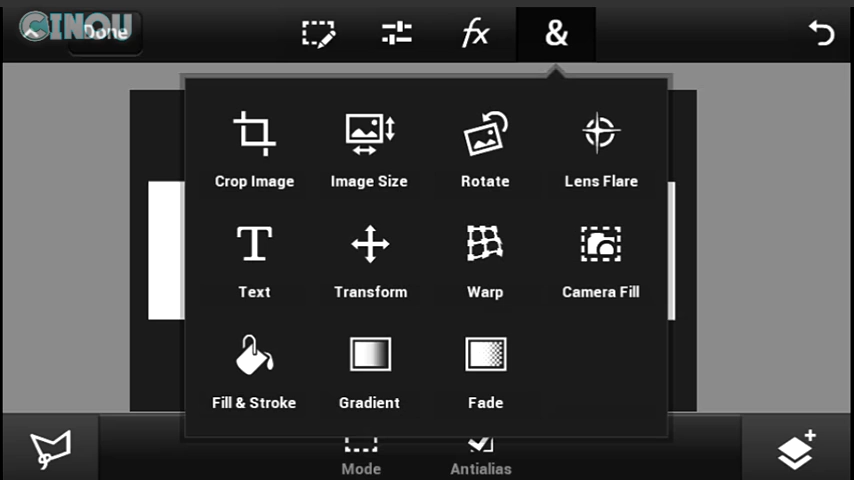 CINOU
Done
fx
&
Crop Image
Image Size
Rotate
Lens Flare
Text
Transform
Warp
Camera Fill
Fill & Stroke
Gradient
Fade
Mode
Antialias